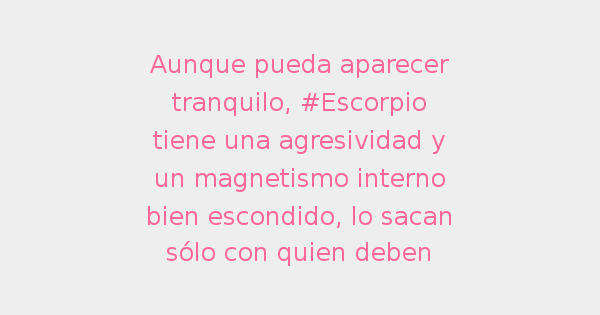 Aunque pueda aparecer
tranquilo, #Escorpio
tiene una agresividad y
un magnetismo interno
bien escondido, lo sacan
sólo con quien deben